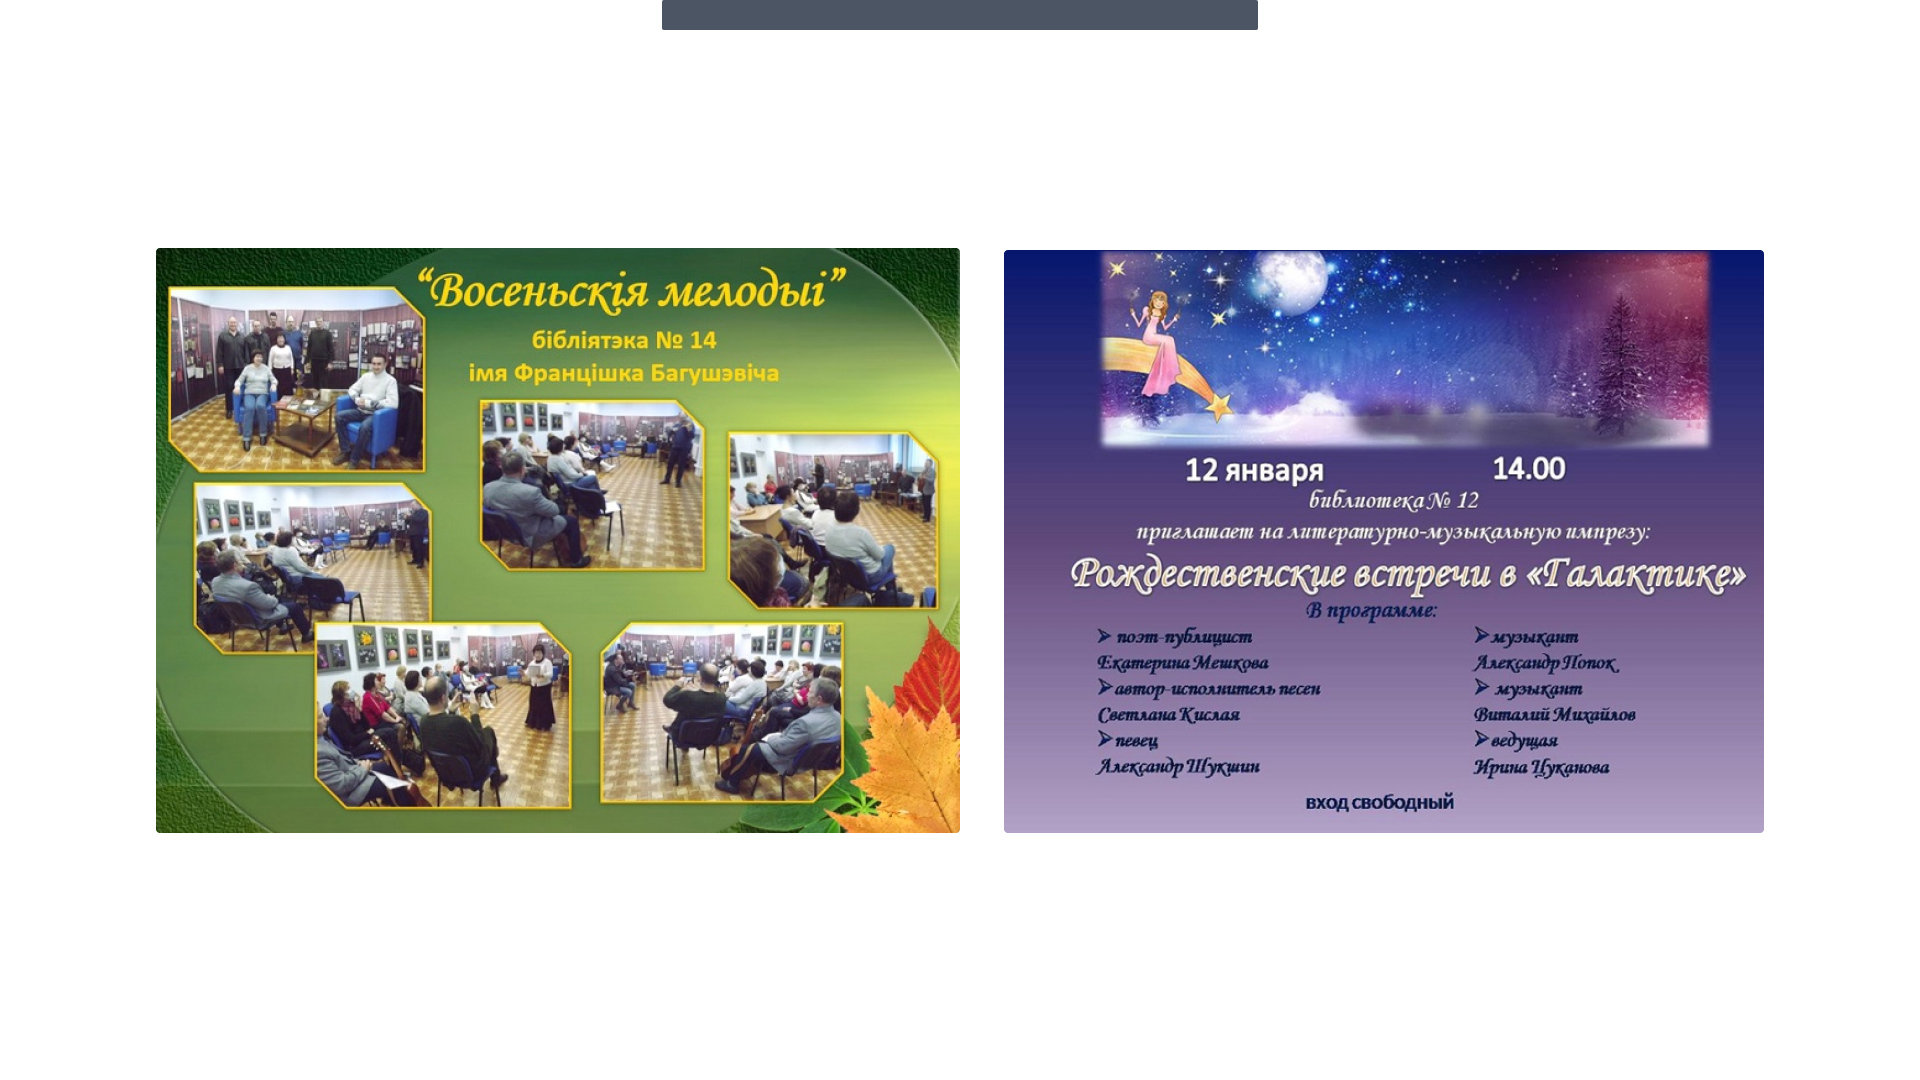 “Восеньскія мелодыі”
бібліятэка № 14
імя Францішка Багушэвіча
12 января 14.00
библиотека № 12
приглашает на литературно-музыкальную импрезу:
Рождественские встречи в «Галактике»
В программе:
поэт-публицист
Екатерина Мешкова
автор-исполнитель песен
Светлана Кислая
певец
Александр Шукшин
музыкант
Александр Попок
музыкант
Виталий Михайлов
ведущая
Ирина Цуканова
вход свободный